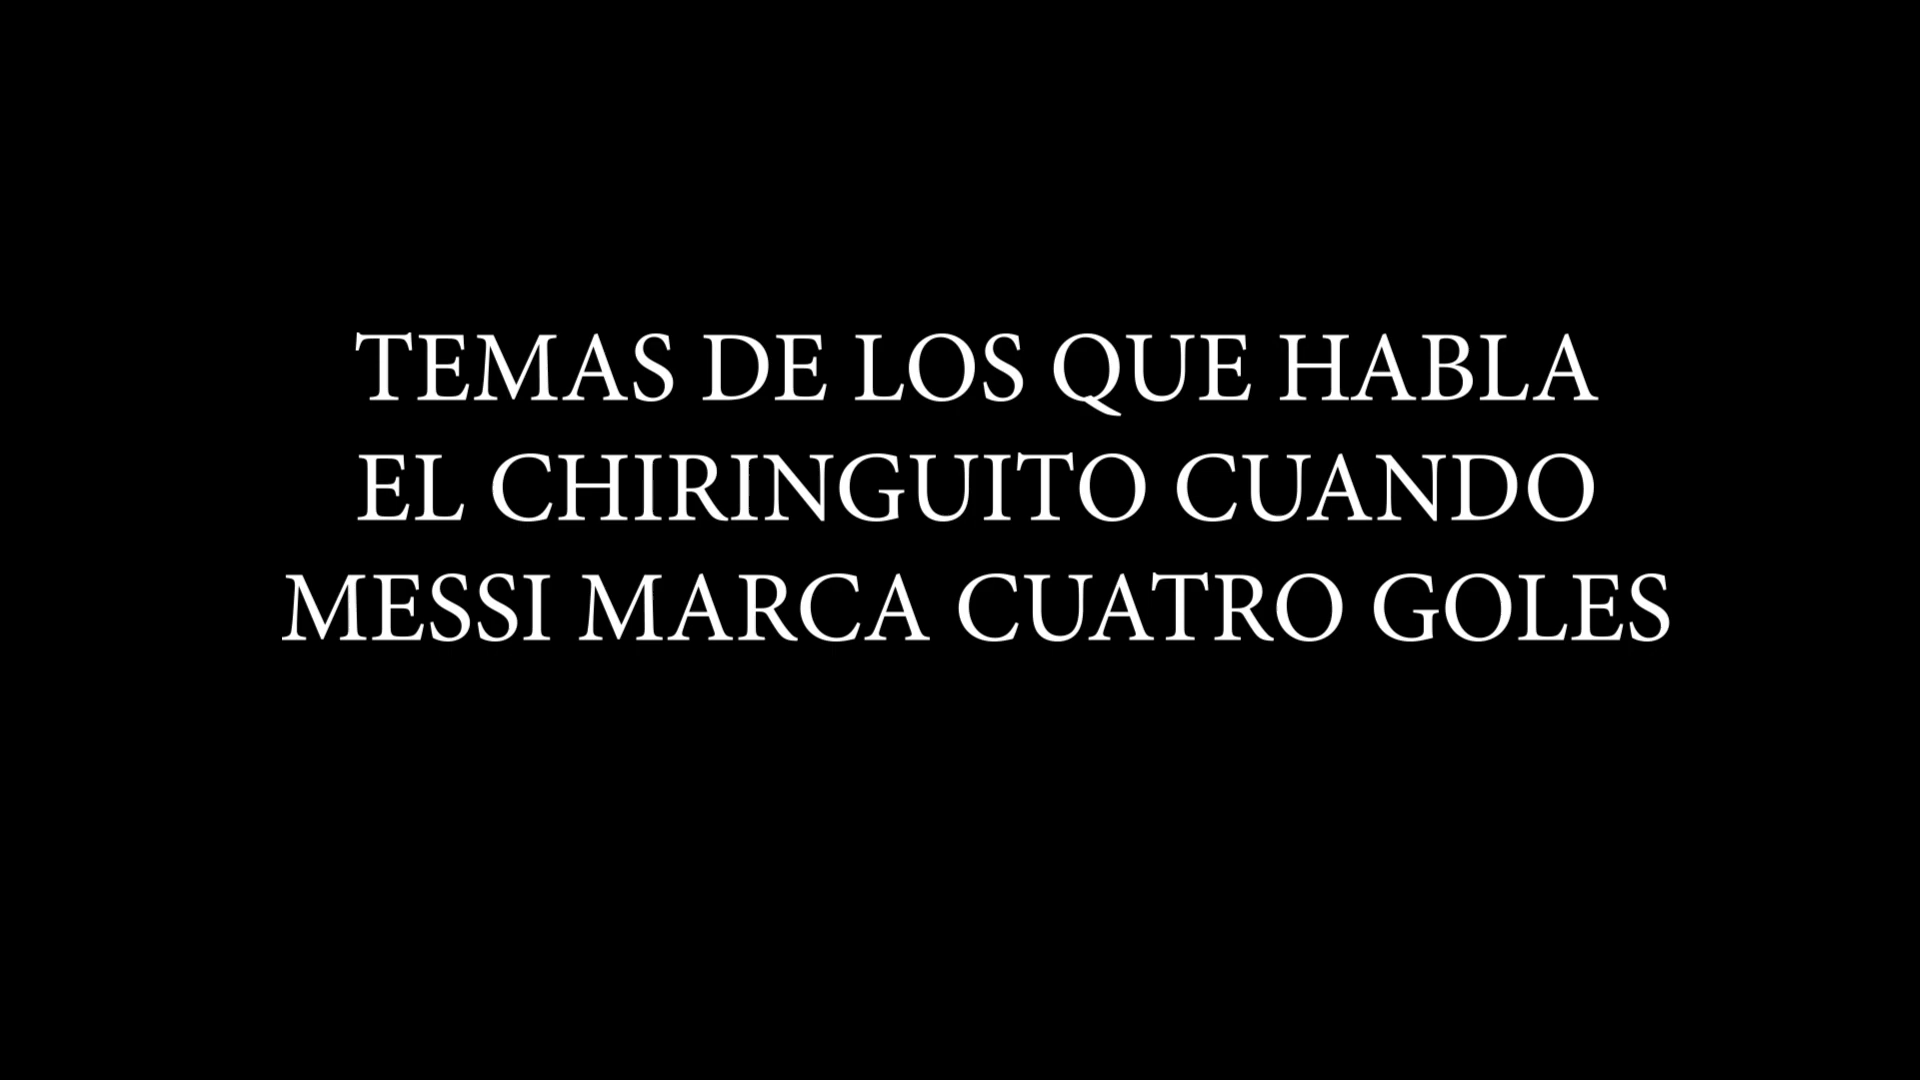 TEMAS DE LOS QUE HABLA
EL CHIRINGUITO CUANDO
MESSI MARCA CUATRO GOLES